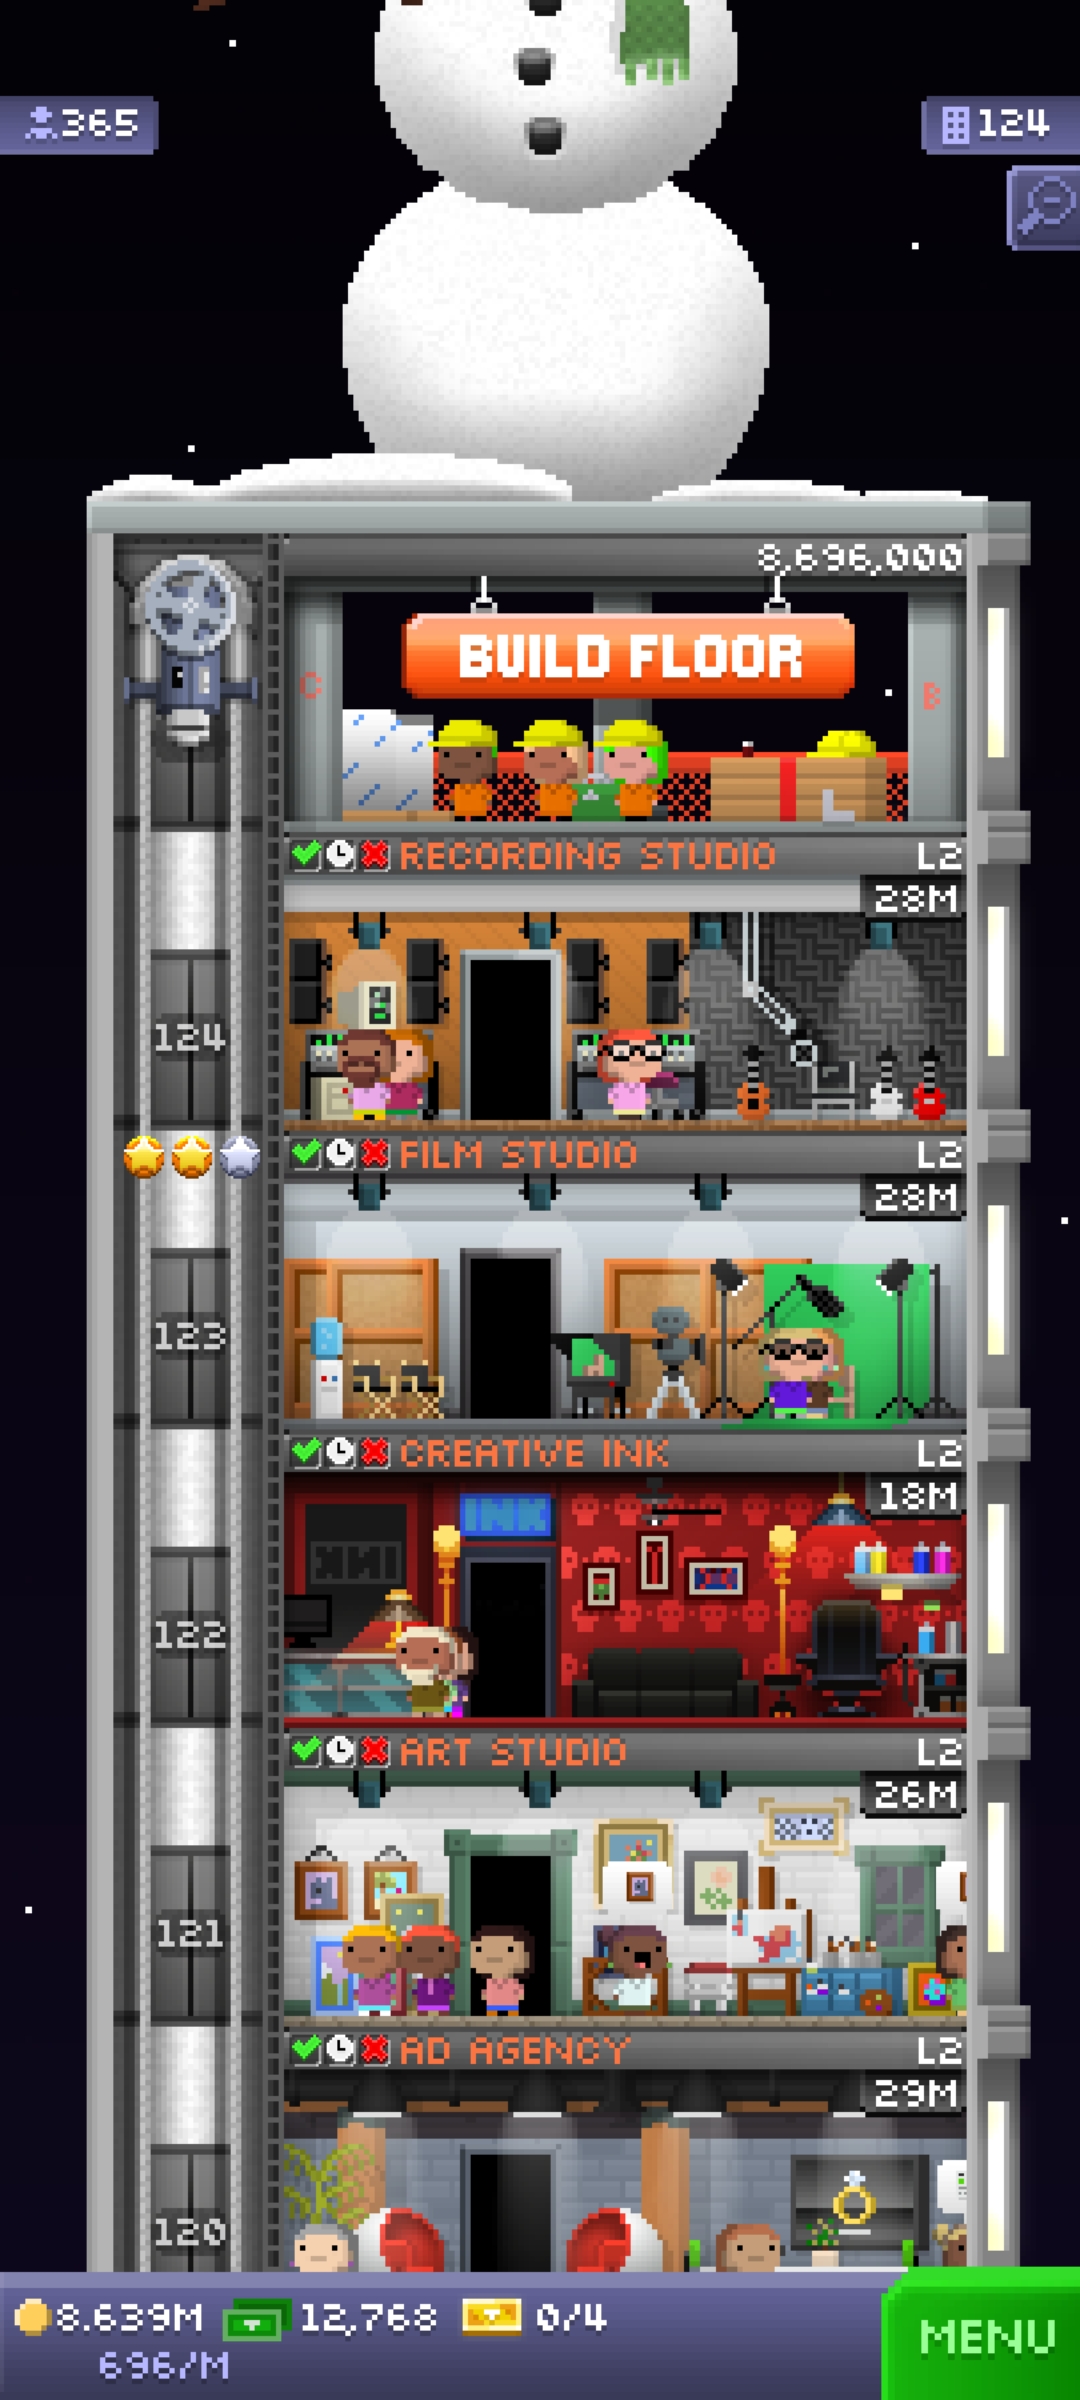 365
124
8,696,000
BUILD FLOOR
C
B
RECORDING STUDIO L2
28M
124
FILM STUDIO L2
28M
123
CREATIVE INK L2
18M
INK
122
ART STUDIO L2
26M
121
AD AGENCY L2
29M
120
8.639M 12,768 0/4
696/M
MENU